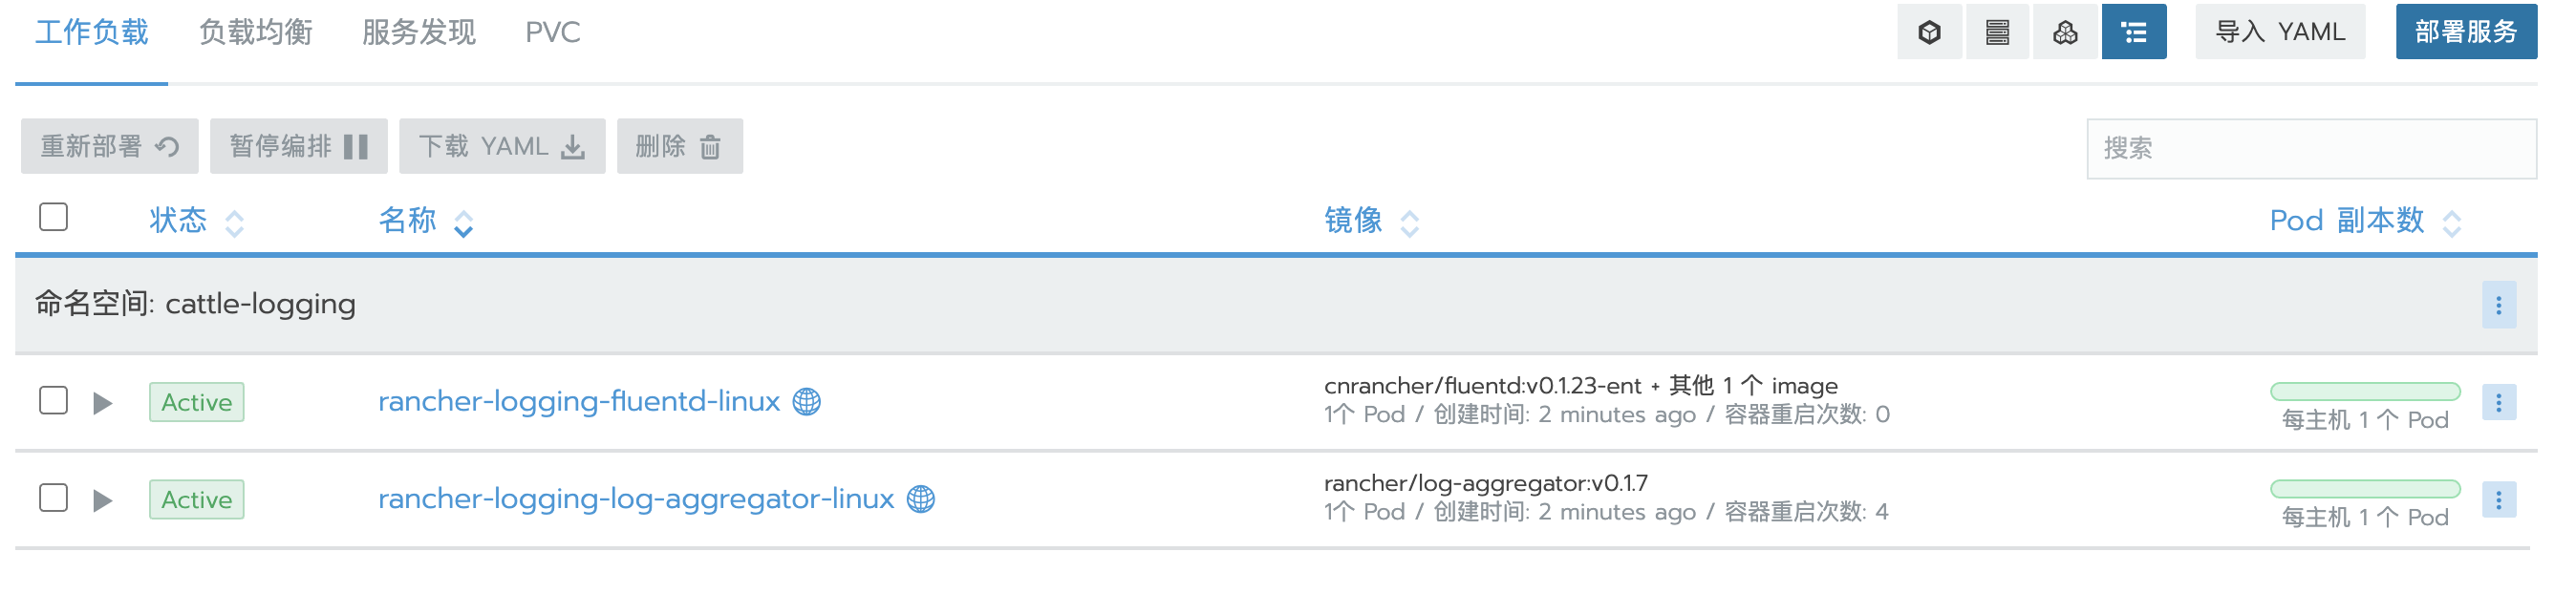 工作负载 负载均衡 服务发现 PVC 导入 YAML 部署服务
重新部署 暂停编排 下载 YAML 删除 搜索
状态 名称 镜像 Pod 副本数
命名空间: cattle-logging
Active rancher-logging-fluentd-linux cnrancher/fluentd:v0.1.23-ent + 其他 1 个 image
1个 Pod / 创建时间: 2 minutes ago / 容器重启次数: 0 每主机 1 个 Pod
Active rancher-logging-log-aggregator-linux rancher/log-aggregator:v0.1.7
1个 Pod / 创建时间: 2 minutes ago / 容器重启次数: 4 每主机 1 个 Pod